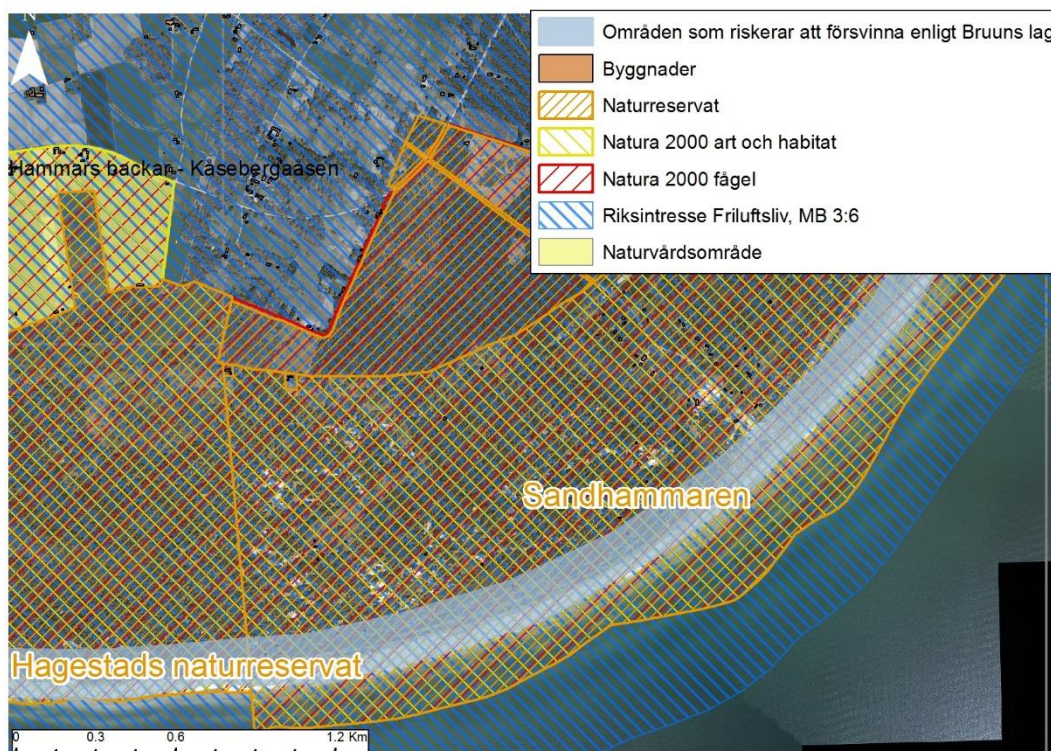 N
Områden som riskerar att försvinna enligt Bruuns lag
Byggnader
Naturreservat
Natura 2000 art och habitat
Natura 2000 fågel
Riksintresse Friluftsliv, MB 3:6
Naturvårdsområde
Hammars backar - Kåsebergaåsen
Sandhammaren
Hagestads naturreservat
0 0.3 0.6 1.2 Km